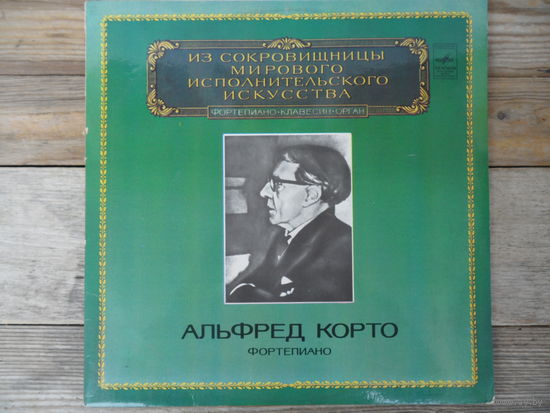 ИЗ СОКРОВИЩНИЦЫ
МИРОВОГО
ИСПОЛНИТЕЛЬСКОГО
ИСКУССТВА
ФОРТЕПИАНО•КЛАВЕСИН•ОРГАН
АЛЬФРЕД КОРТО
ФОРТЕПИАНО